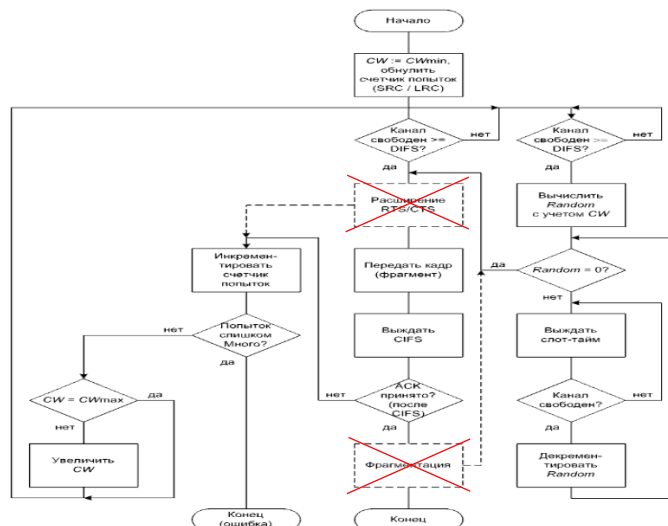 Начало
CW := CWmin,
обнулить
счетчик попыток
(SRC / LRC)
Канал
свободен >=
DIFS?
нет
да
Канал
свободен >=
DIFS?
нет
да
Расширение
RTS/CTS
Вычислить
Random
с учетом CW
Инкремен-
тировать
счетчик
попыток
Передать кадр
(фрагмент)
да
Random = 0?
нет
нет
Попыток
слишком
Много?
да
Выждать
CIFS
Выждать
слот-тайм
CW = CWmax
да
нет
нет
ACK
принято?
(после
CIFS)
да
Канал
свободен?
нет
да
Увеличить
CW
Фрагментация
Декремен-
тировать
Random
Конец
(ошибка)
Конец